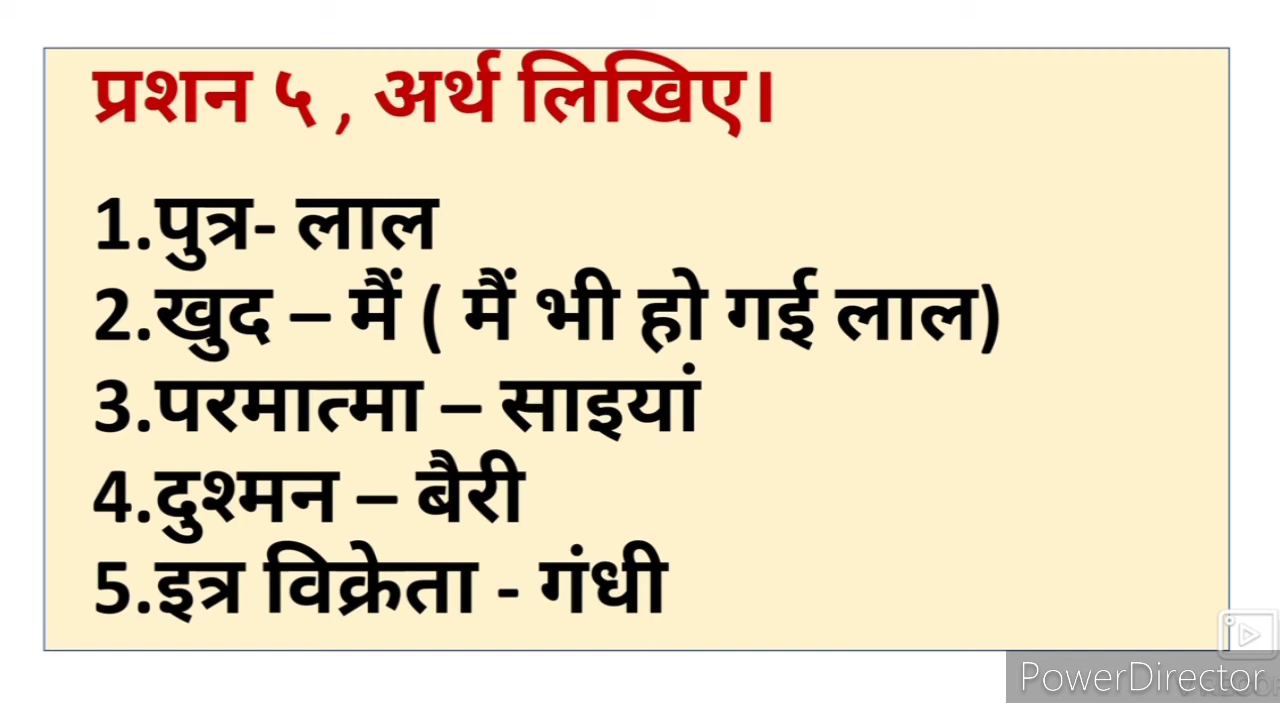 प्रशन ५ , अर्थ लिखिए।
1.पुत्र- लाल
2.खुद – मैं ( मैं भी हो गई लाल)
3.परमात्मा – साइयां
4.दुश्मन – बैरी
5.इत्र विक्रेता - गंधी
PowerDirector